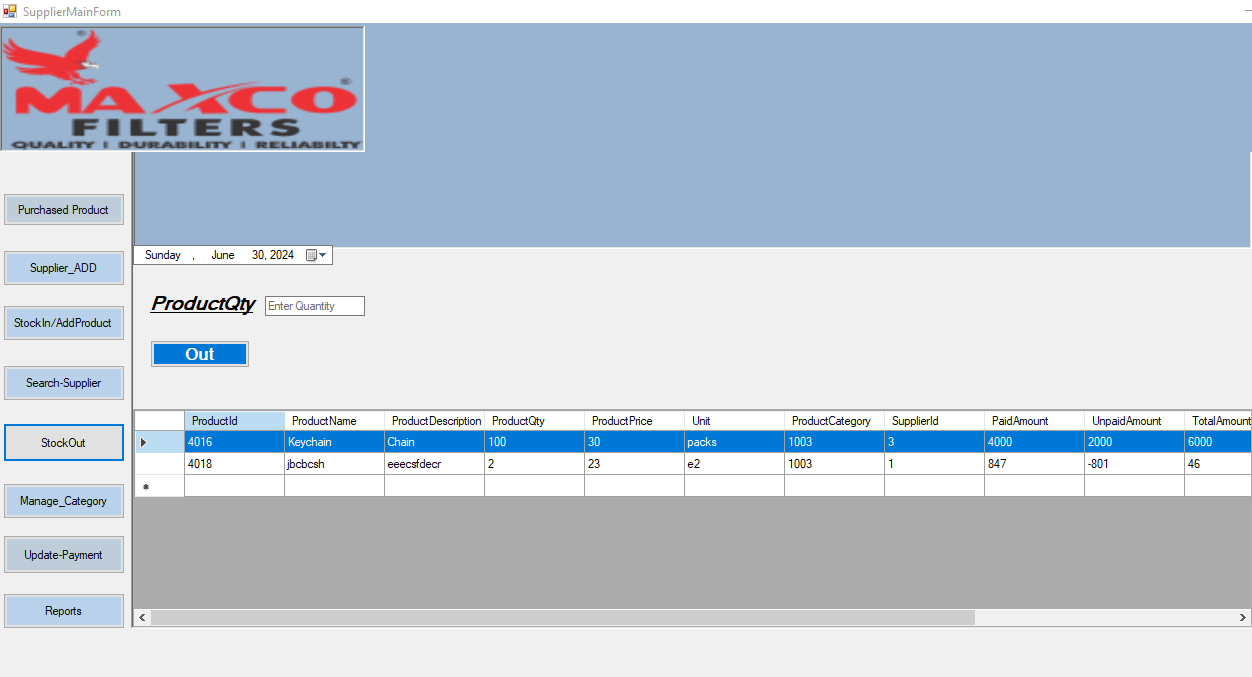 SupplierMainForm
MAXCO
FILTERS
QUALITY | DURABILITY | RELIABILTY
Purchased Product
Supplier_ADD
StockIn/AddProduct
Search-Supplier
StockOut
Manage_Category
Update-Payment
Reports
Sunday , June 30, 2024
ProductQty Enter Quantity
Out
ProductId ProductName ProductDescription ProductQty ProductPrice Unit ProductCategory SupplierId PaidAmount UnpaidAmount TotalAmount
4016 Keychain Chain 100 30 packs 1003 3 4000 2000 6000
4018 jbcbcsh eeecsfdecr 2 23 e2 1003 1 847 -801 46